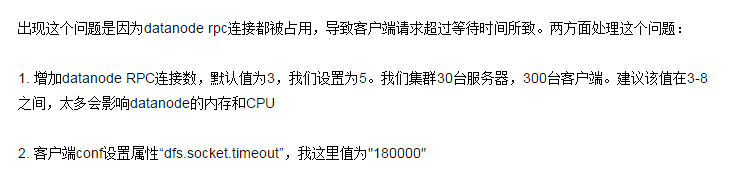 出现这个问题是因为datanode rpc连接都被占用，导致客户端请求超过等待时间所致。两方面处理这个问题：
1. 增加datanode RPC连接数，默认值为3，我们设置为5。我们集群30台服务器，300台客户端。建议该值在3-8
之间，太多会影响datanode的内存和CPU
2. 客户端conf设置属性“dfs.socket.timeout”，我这里值为"180000"